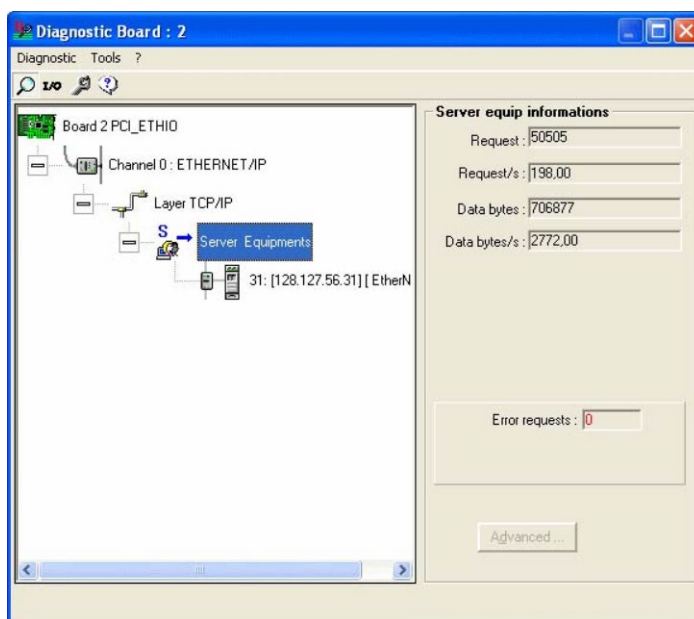 Diagnostic Board : 2
Diagnostic Tools ?
I/O
Board 2 PCI_ETHIO
Channel 0 : ETHERNET/IP
Layer TCP/IP
S
Server Equipments
31: [128.127.56.31] [ EtherN
Server equip informations
Request : 50505
Request/s : 198,00
Data bytes : 706877
Data bytes/s : 2772,00
Error requests : 0
Advanced ...